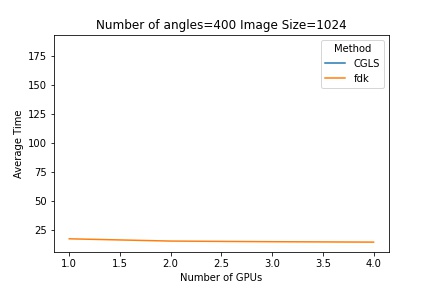 Number of angles=400 Image Size=1024
Method
CGLS
fdk
Average Time
175
150
125
100
75
50
25
1.0 1.5 2.0 2.5 3.0 3.5 4.0
Number of GPUs